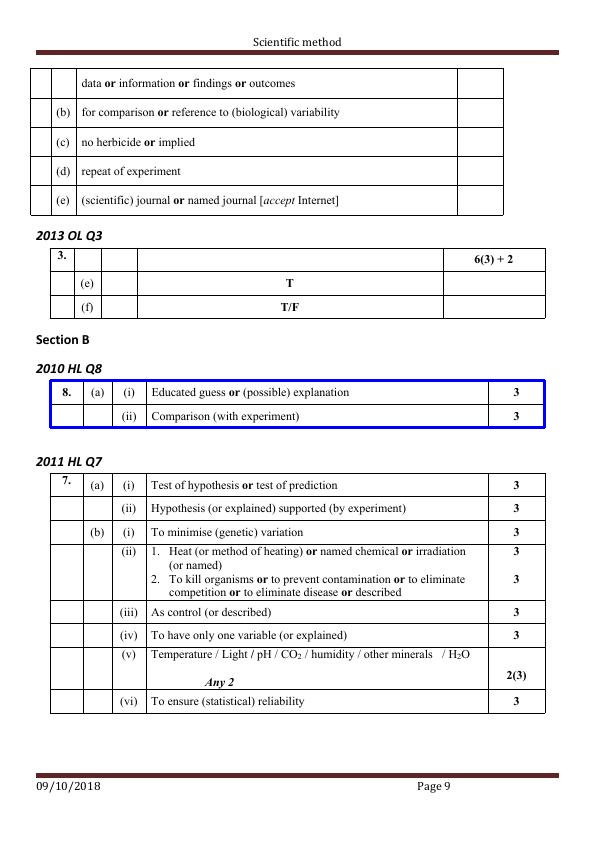 Scientific method
data or information or findings or outcomes
(b) for comparison or reference to (biological) variability
(c) no herbicide or implied
(d) repeat of experiment
(e) (scientific) journal or named journal [accept Internet]
2013 OL Q3
3. 6(3) + 2
(e) T
(f) T/F
Section B
2010 HL Q8
8. (a) (i) Educated guess or (possible) explanation 3
(ii) Comparison (with experiment) 3
2011 HL Q7
7. (a) (i) Test of hypothesis or test of prediction 3
(ii) Hypothesis (or explained) supported (by experiment) 3
(b) (i) To minimise (genetic) variation 3
(ii) 1. Heat (or method of heating) or named chemical or irradiation 3
(or named)
2. To kill organisms or to prevent contamination or to eliminate 3
competition or to eliminate disease or described
(iii) As control (or described) 3
(iv) To have only one variable (or explained) 3
(v) Temperature / Light / pH / CO₂ / humidity / other minerals / H₂O
Any 2 2(3)
(vi) To ensure (statistical) reliability 3
09/10/2018 Page 9